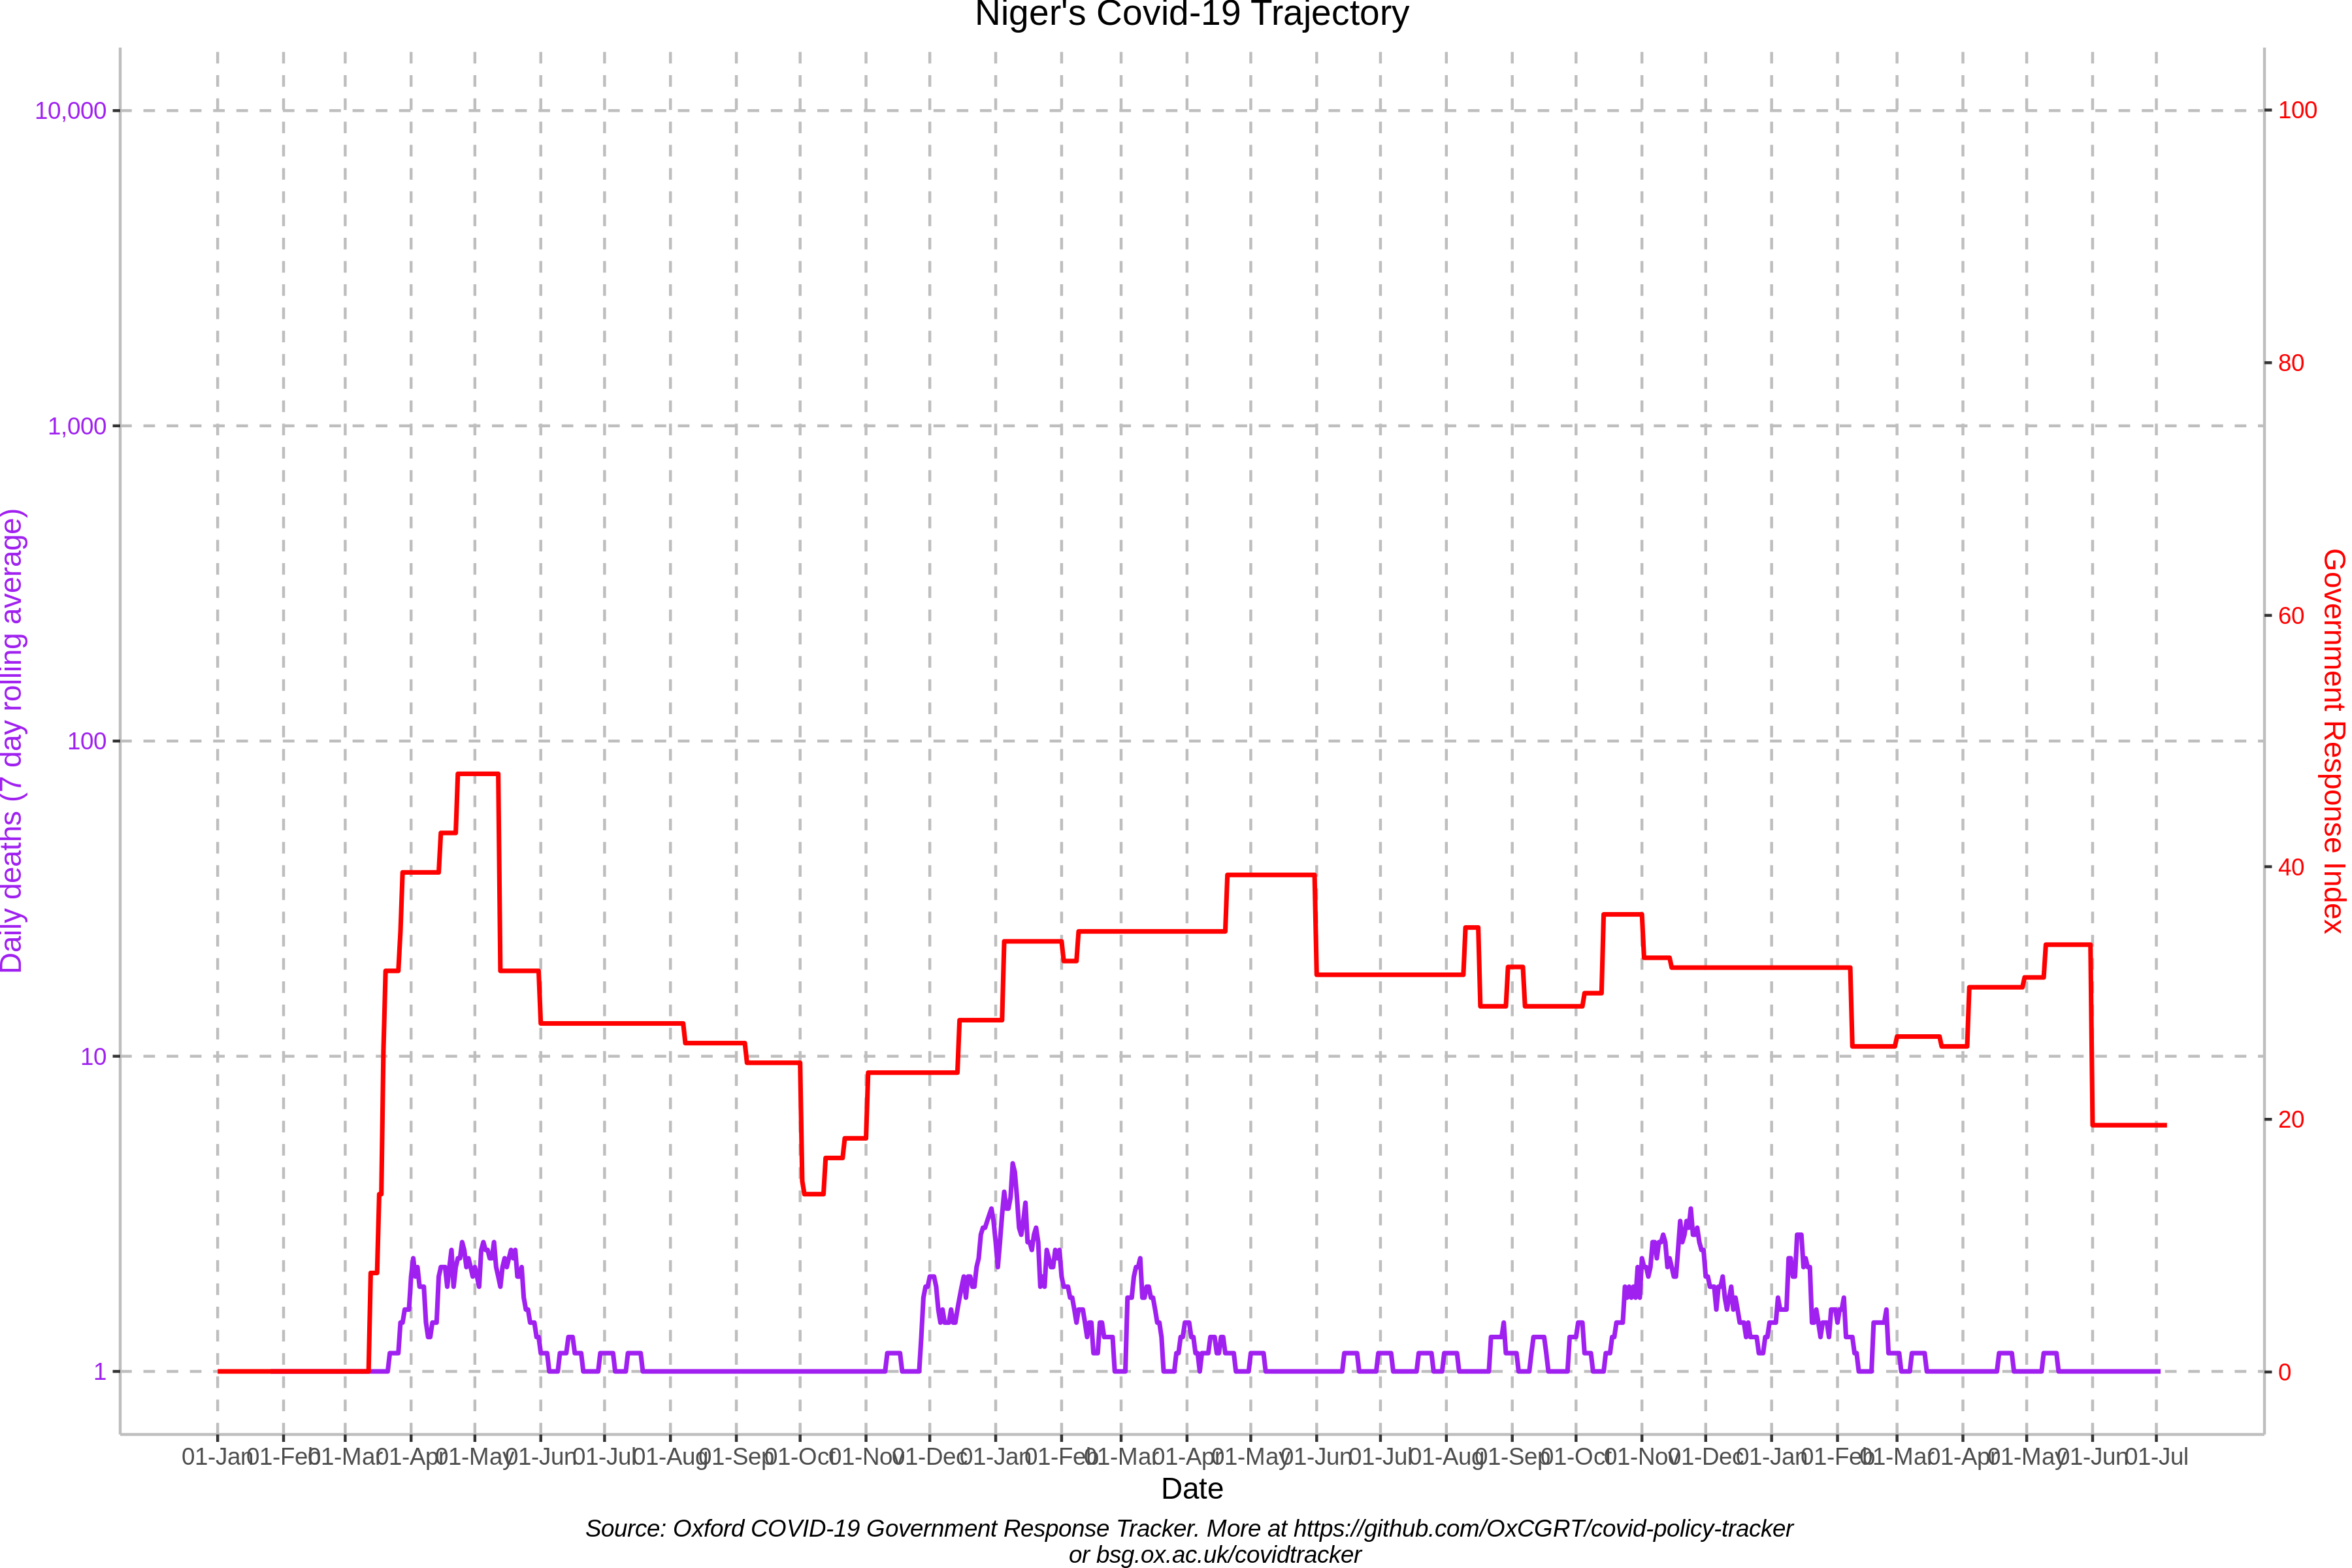 Niger's Covid-19 Trajectory
10,000
1,000
100
10
1
Daily deaths (7 day rolling average)
100
80
60
40
20
0
Government Response Index
01-Jan 01-Feb 01-Mar 01-Apr 01-May 01-Jun 01-Jul 01-Aug 01-Sep 01-Oct 01-Nov 01-Dec 01-Jan 01-Feb 01-Mar 01-Apr 01-May 01-Jun 01-Jul 01-Aug 01-Sep 01-Oct 01-Nov 01-Dec 01-Jan 01-Feb 01-Mar 01-Apr 01-May 01-Jun 01-Jul
Date
Source: Oxford COVID-19 Government Response Tracker. More at https://github.com/OxCGRT/covid-policy-tracker
or bsg.ox.ac.uk/covidtracker